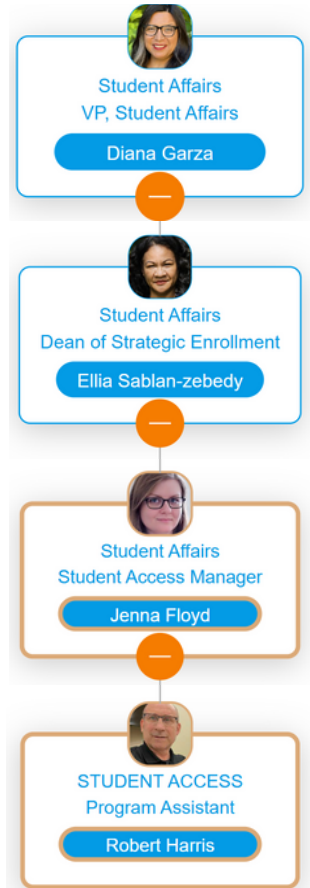 Student Affairs
VP, Student Affairs
Diana Garza
Student Affairs
Dean of Strategic Enrollment
Ellia Sablan-zebedy
Student Affairs
Student Access Manager
Jenna Floyd
STUDENT ACCESS
Program Assistant
Robert Harris